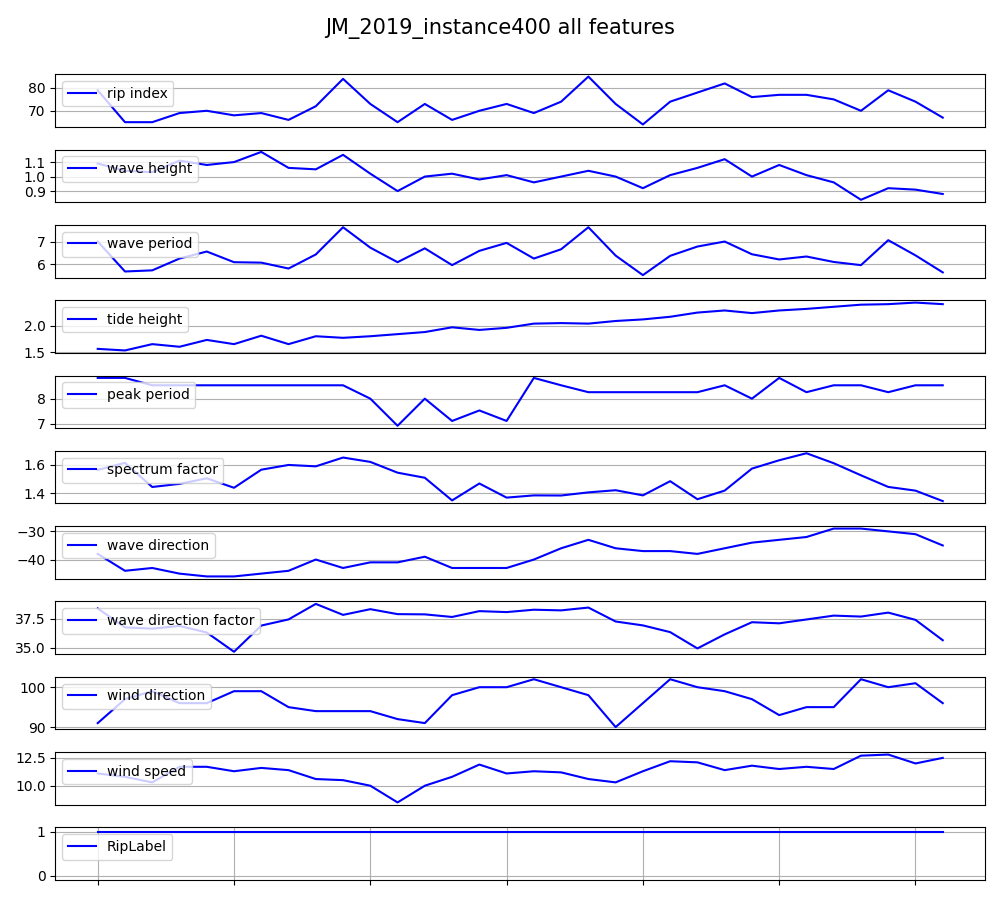 JM_2019_instance400 all features
80
70
rip index
1.1
1.0
0.9
wave height
7
6
wave period
2.0
1.5
tide height
8
7
peak period
1.6
1.4
spectrum factor
−30
−40
wave direction
37.5
35.0
wave direction factor
100
90
wind direction
12.5
10.0
wind speed
1
0
RipLabel